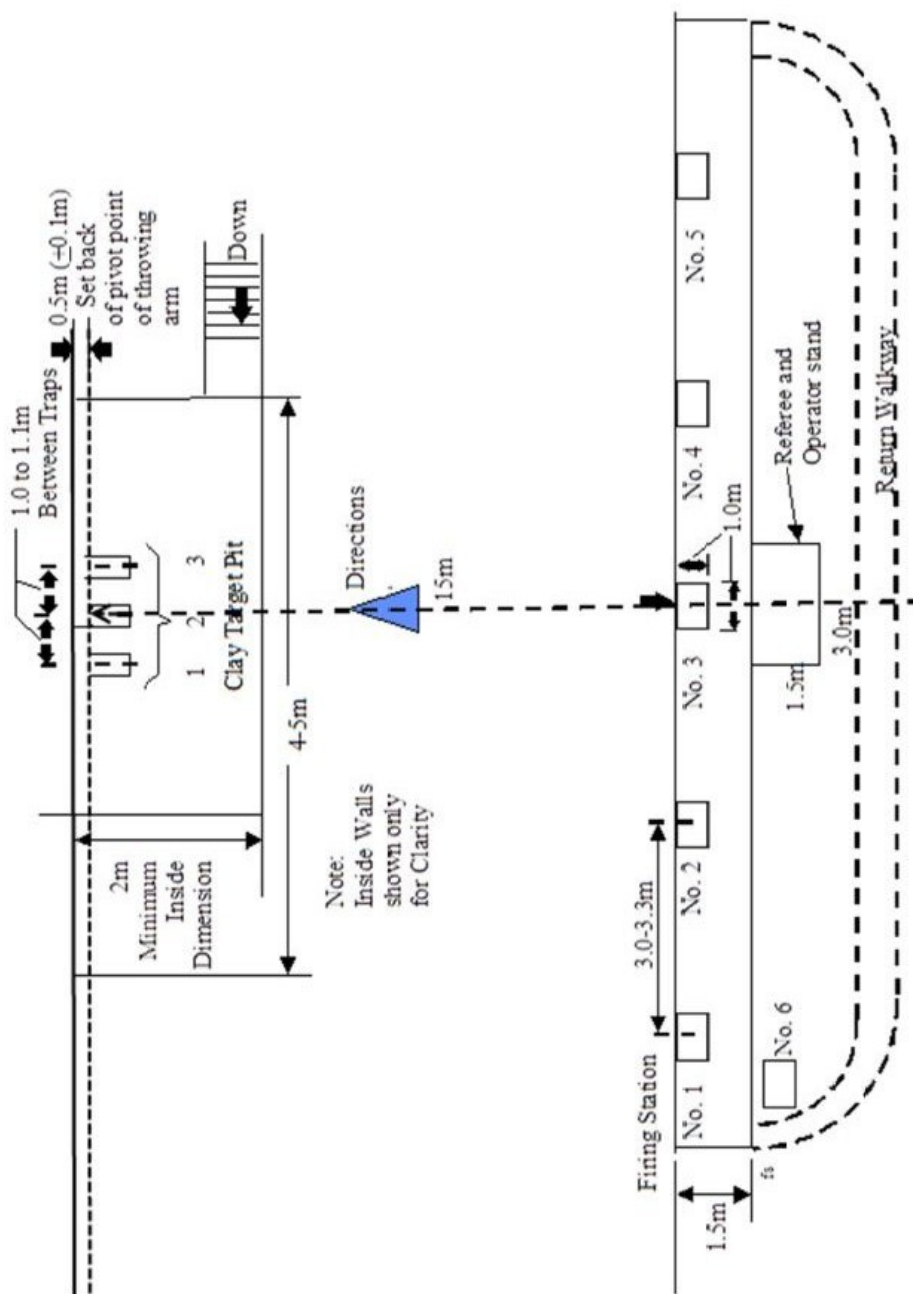 1.0 to 1.1m
Between Traps
0.5m (±0.1m)
Set back
of pivot point
of throwing
arm
Down
1 2 3
Clay Target Pit
2m
Minimum
Inside
Dimension
4-5m
Note:
Inside Walls
shown only
for Clarity
Directions
15m
Firing Station
3.0-3.3m
1.0m
No. 1
No. 2
No. 3
No. 4
No. 5
No. 6
1.5m
fs
1.5m
3.0m
Referee and
Operator stand
Return Walkway